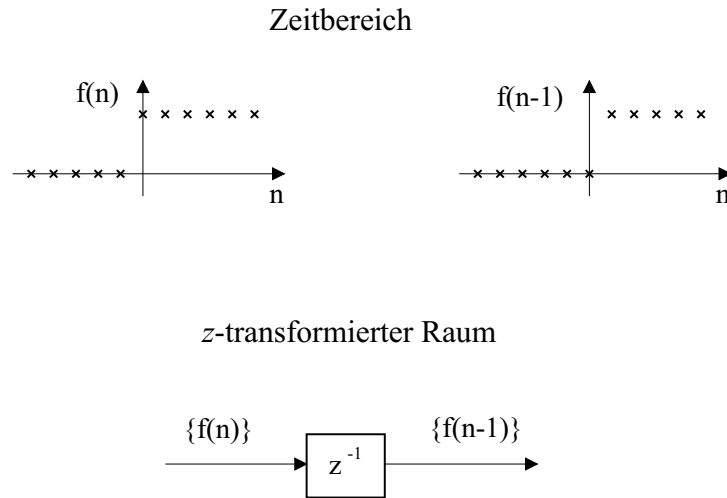 Zeitbereich
f(n)
f(n-1)
n
n
z-transformierter Raum
{f(n)}
{f(n-1)}
z⁻¹